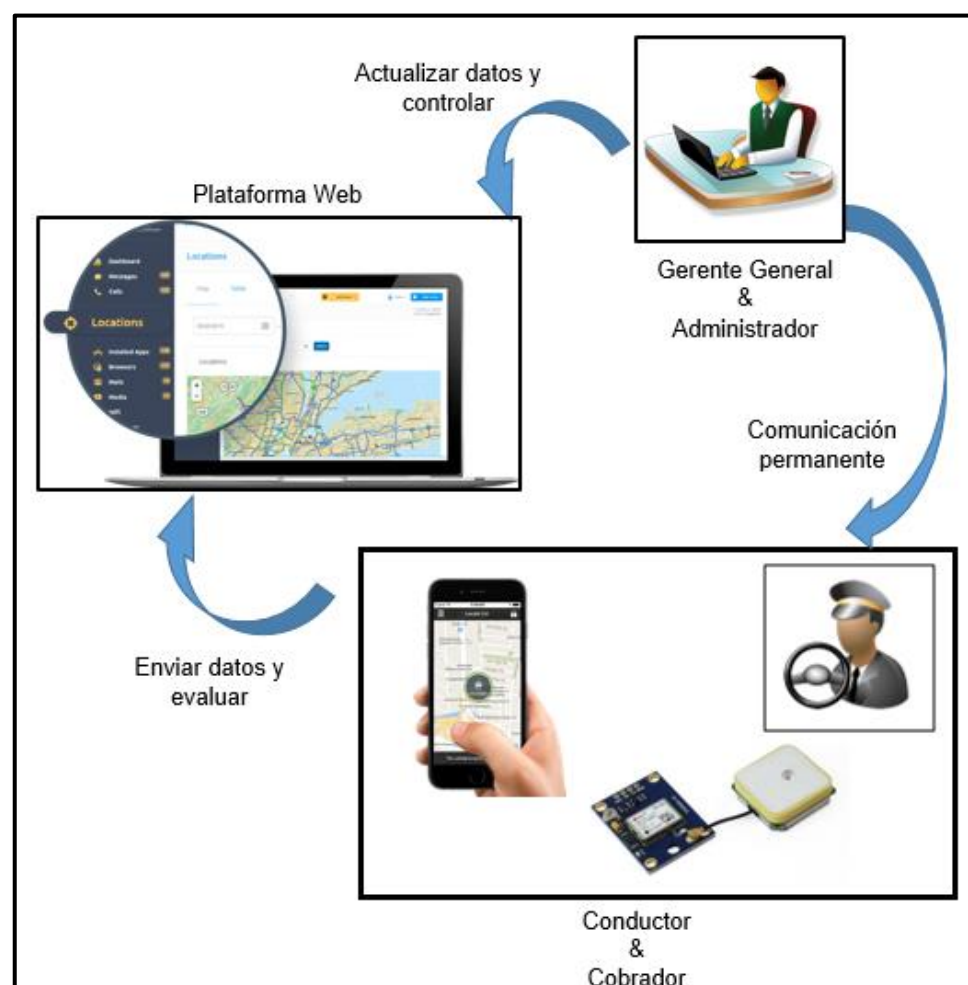 Actualizar datos y
controlar
Plataforma Web
Gerente General
&
Administrador
Dashboard
Messages
Calls
Locations
Locations
Installed Apps
Browsers
Locations
Media
Comunicación
permanente
Enviar datos y
evaluar
Conductor
&
Cobrador